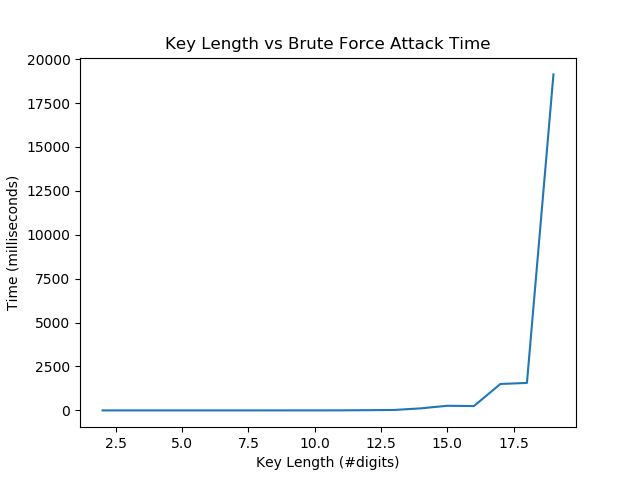 Key Length vs Brute Force Attack Time
20000
17500
15000
12500
10000
7500
5000
2500
0
Time (milliseconds)
2.5 5.0 7.5 10.0 12.5 15.0 17.5
Key Length (#digits)